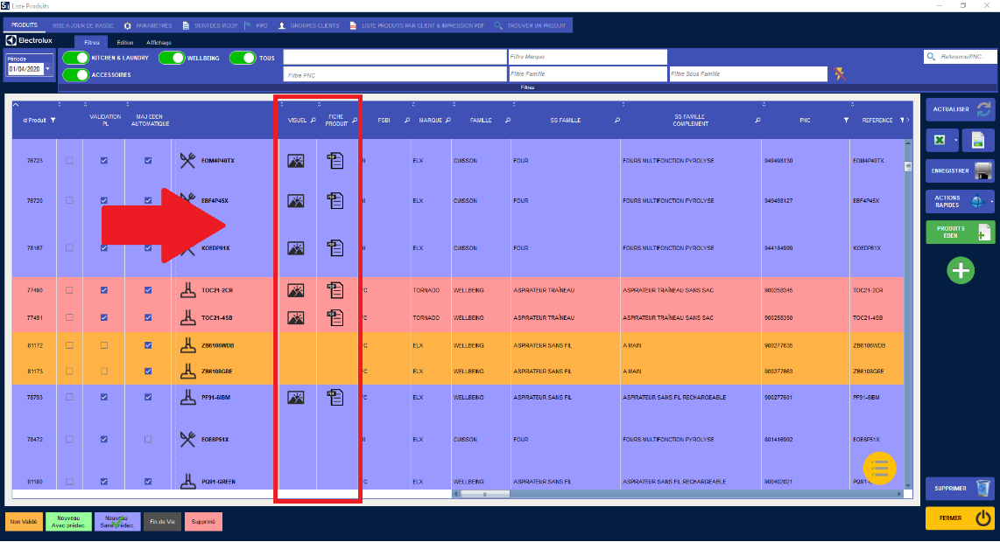 Liste Produits
PRODUITS MISE A JOUR DE MASSE PARAMETRES SUIVI DES MODIF PIPO GROUPES CLIENTS LISTE PRODUITS PAR CLIENT & IMPRESSION PDF TROUVER UN PRODUIT
Electrolux Filtres Edition Affichage
Période
01/04/2020
KITCHEN & LAUNDRY WELLBEING TOUS
ACCESSOIRES
Filtre Marque
Filtre PNC Filtre Famille Filtre Sous Famille
Reference/PNC...
Filtres
id Produit VALIDATION PL MAJ EDEN AUTOMATIQUE VISUEL FICHE PRODUIT FSBI MARQUE FAMILLE SS FAMILLE SS FAMILLE COMPLEMENT PNC REFERENCE
76723 EOM4P40TX ELX CUISSON FOUR FOURS MULTIFONCTION PYROLYSE 949498130 EOM4P40TX
76720 EBF4P45X ELX CUISSON FOUR FOURS MULTIFONCTION PYROLYSE 949498127 EBF4P45X
78167 KOEDP61X ELX CUISSON FOUR FOURS MULTIFONCTION PYROLYSE 944184999 KOEDP61X
77490 TOC21-2CR TORNADO WELLBEING ASPIRATEUR TRAÎNEAU ASPIRATEUR TRAÎNEAU SANS SAC 900258345 TOC21-2CR
77491 TOC21-4SB TORNADO WELLBEING ASPIRATEUR TRAÎNEAU ASPIRATEUR TRAÎNEAU SANS SAC 900258350 TOC21-4SB
81172 ZB6106WDB ELX WELLBEING ASPIRATEUR SANS FIL A MAIN 900277635 ZB6106WDB
81173 ZB6108GRE ELX WELLBEING ASPIRATEUR SANS FIL A MAIN 900277663 ZB6108GRE
78793 PF91-6IBM ELX WELLBEING ASPIRATEUR SANS FIL ASPIRATEUR SANS FIL RECHARGEABLE 900277601 PF91-6IBM
78472 EOE8P51X ELX CUISSON FOUR FOURS MULTIFONCTION PYROLYSE 801416992 EOE8P51X
81180 PQ91-GREEN ELX WELLBEING ASPIRATEUR SANS FIL ASPIRATEUR SANS FIL RECHARGEABLE 900402021
ACTUALISER
ENREGISTRER
ACTIONS
RAPIDES
PRODUITS
EDEN
SUPPRIMER
FERMER
Non Validé Nouveau Avec prédec. Nouveau Sans prédec. Fin de Vie Supprimé